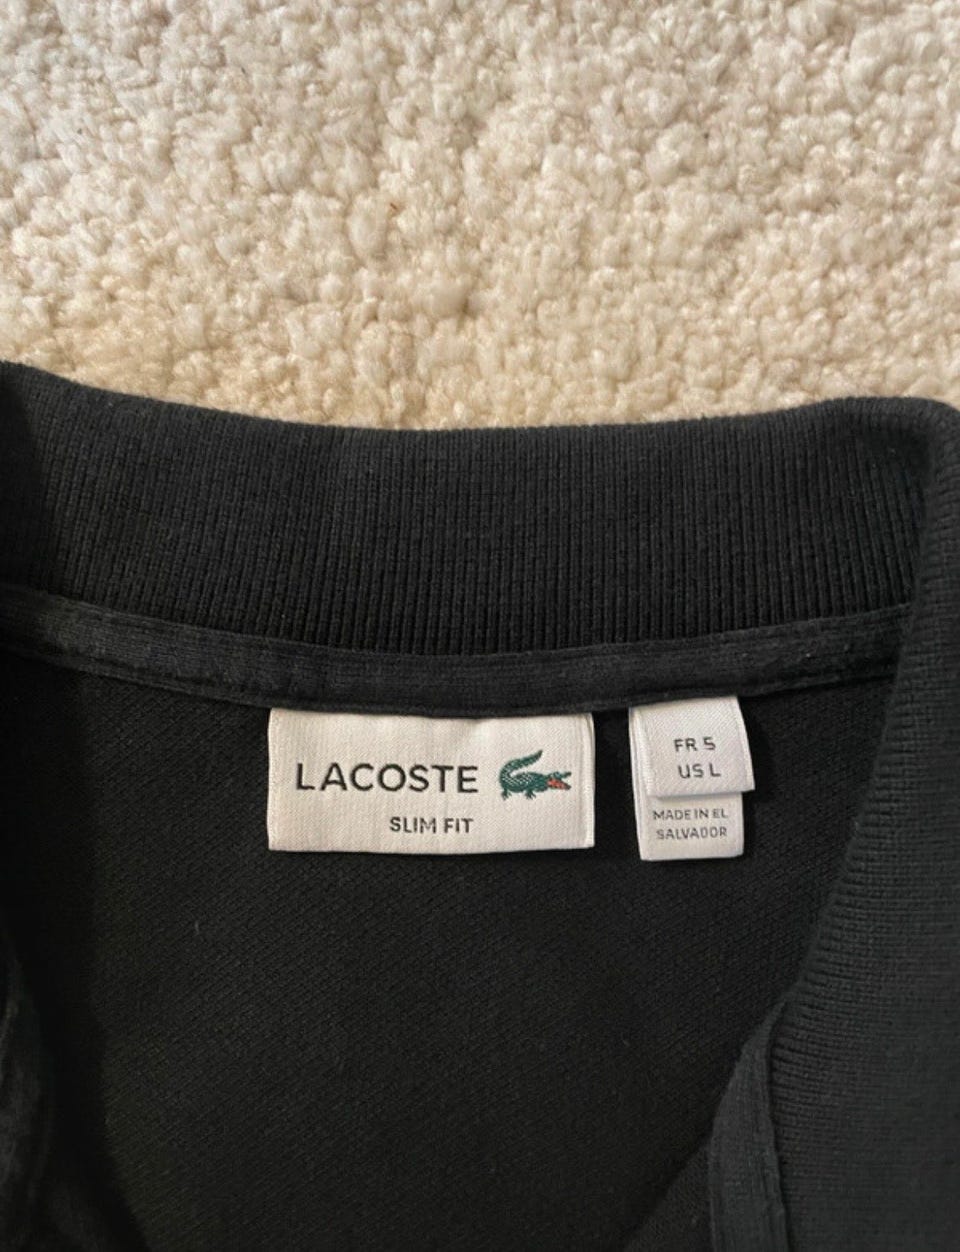 LACOSTE
SLIM FIT
FR 5
US L
MADE IN EL
SALVADOR